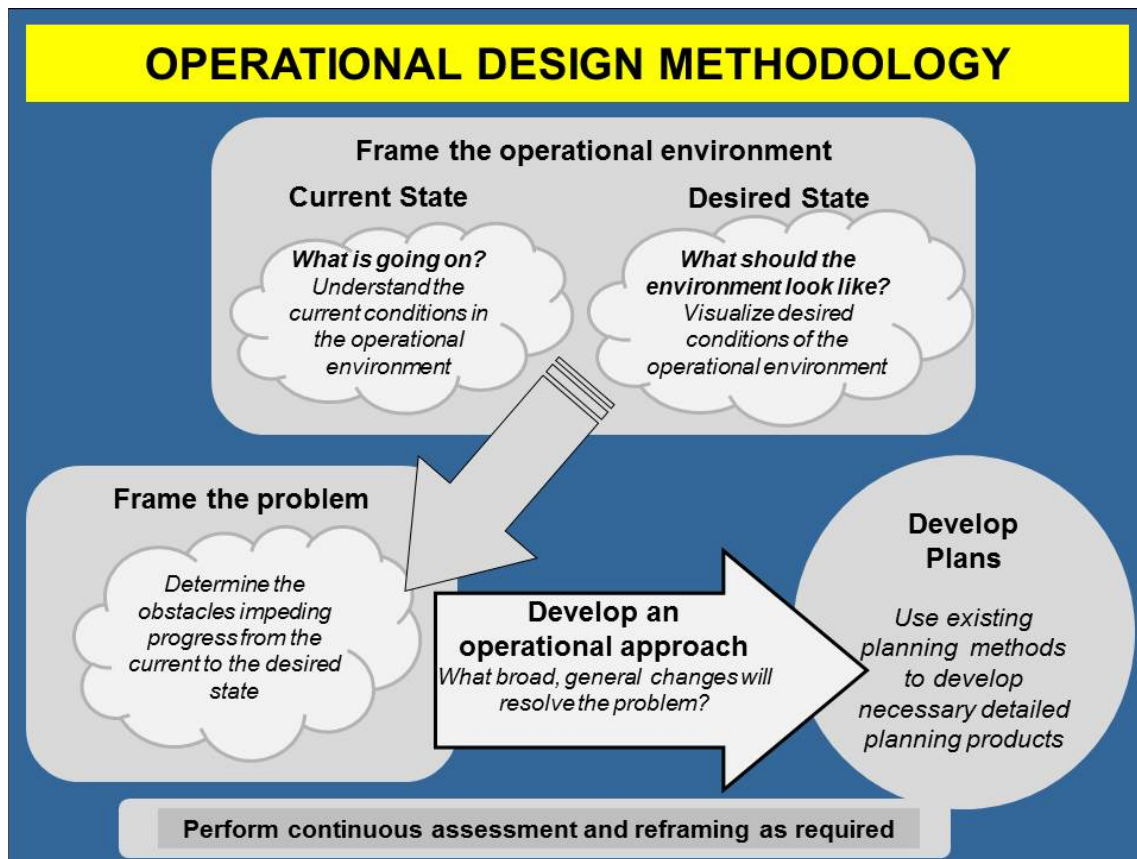 OPERATIONAL DESIGN METHODOLOGY
Frame the operational environment
Current State
What is going on?
Understand the
current conditions in
the operational
environment
Desired State
What should the
environment look like?
Visualize desired
conditions of the
operational environment
Frame the problem
Determine the
obstacles impeding
progress from the
current to the desired
state
Develop an
operational approach
What broad, general changes will
resolve the problem?
Develop
Plans
Use existing
planning methods
to develop
necessary detailed
planning products
Perform continuous assessment and reframing as required